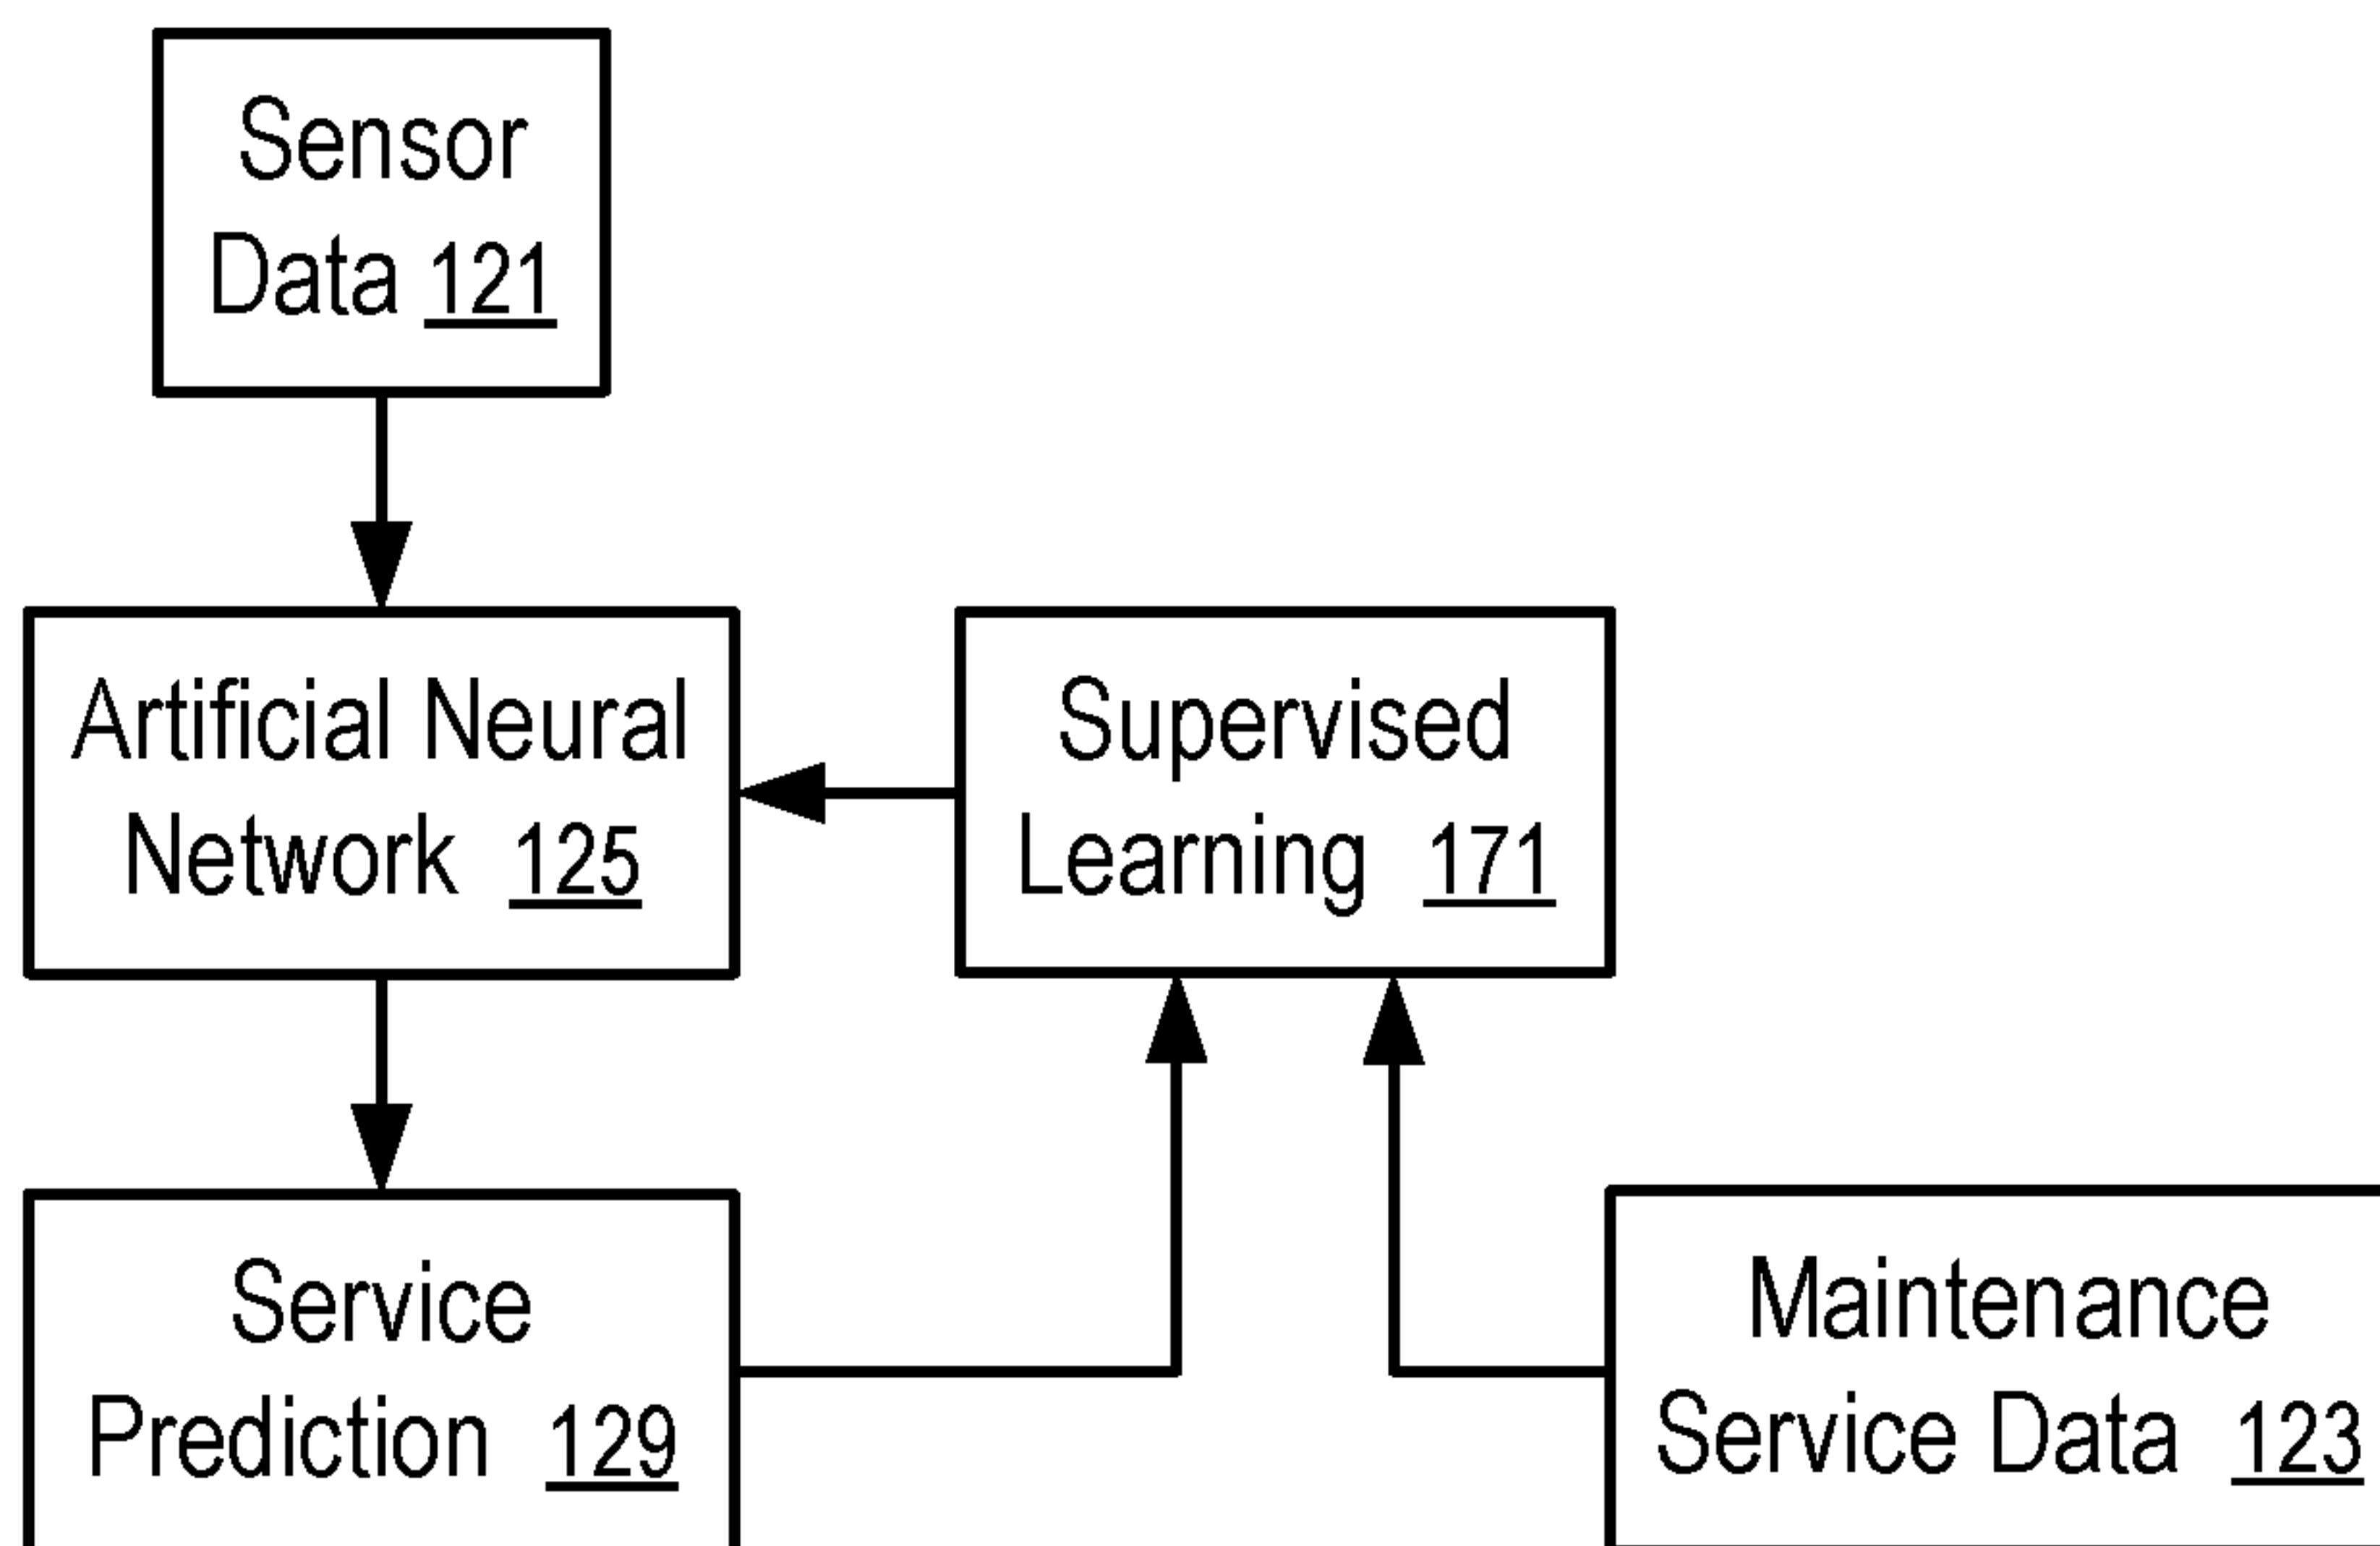 Sensor
Data 121
Artificial Neural
Network 125
Supervised
Learning 171
Service
Prediction 129
Maintenance
Service Data 123